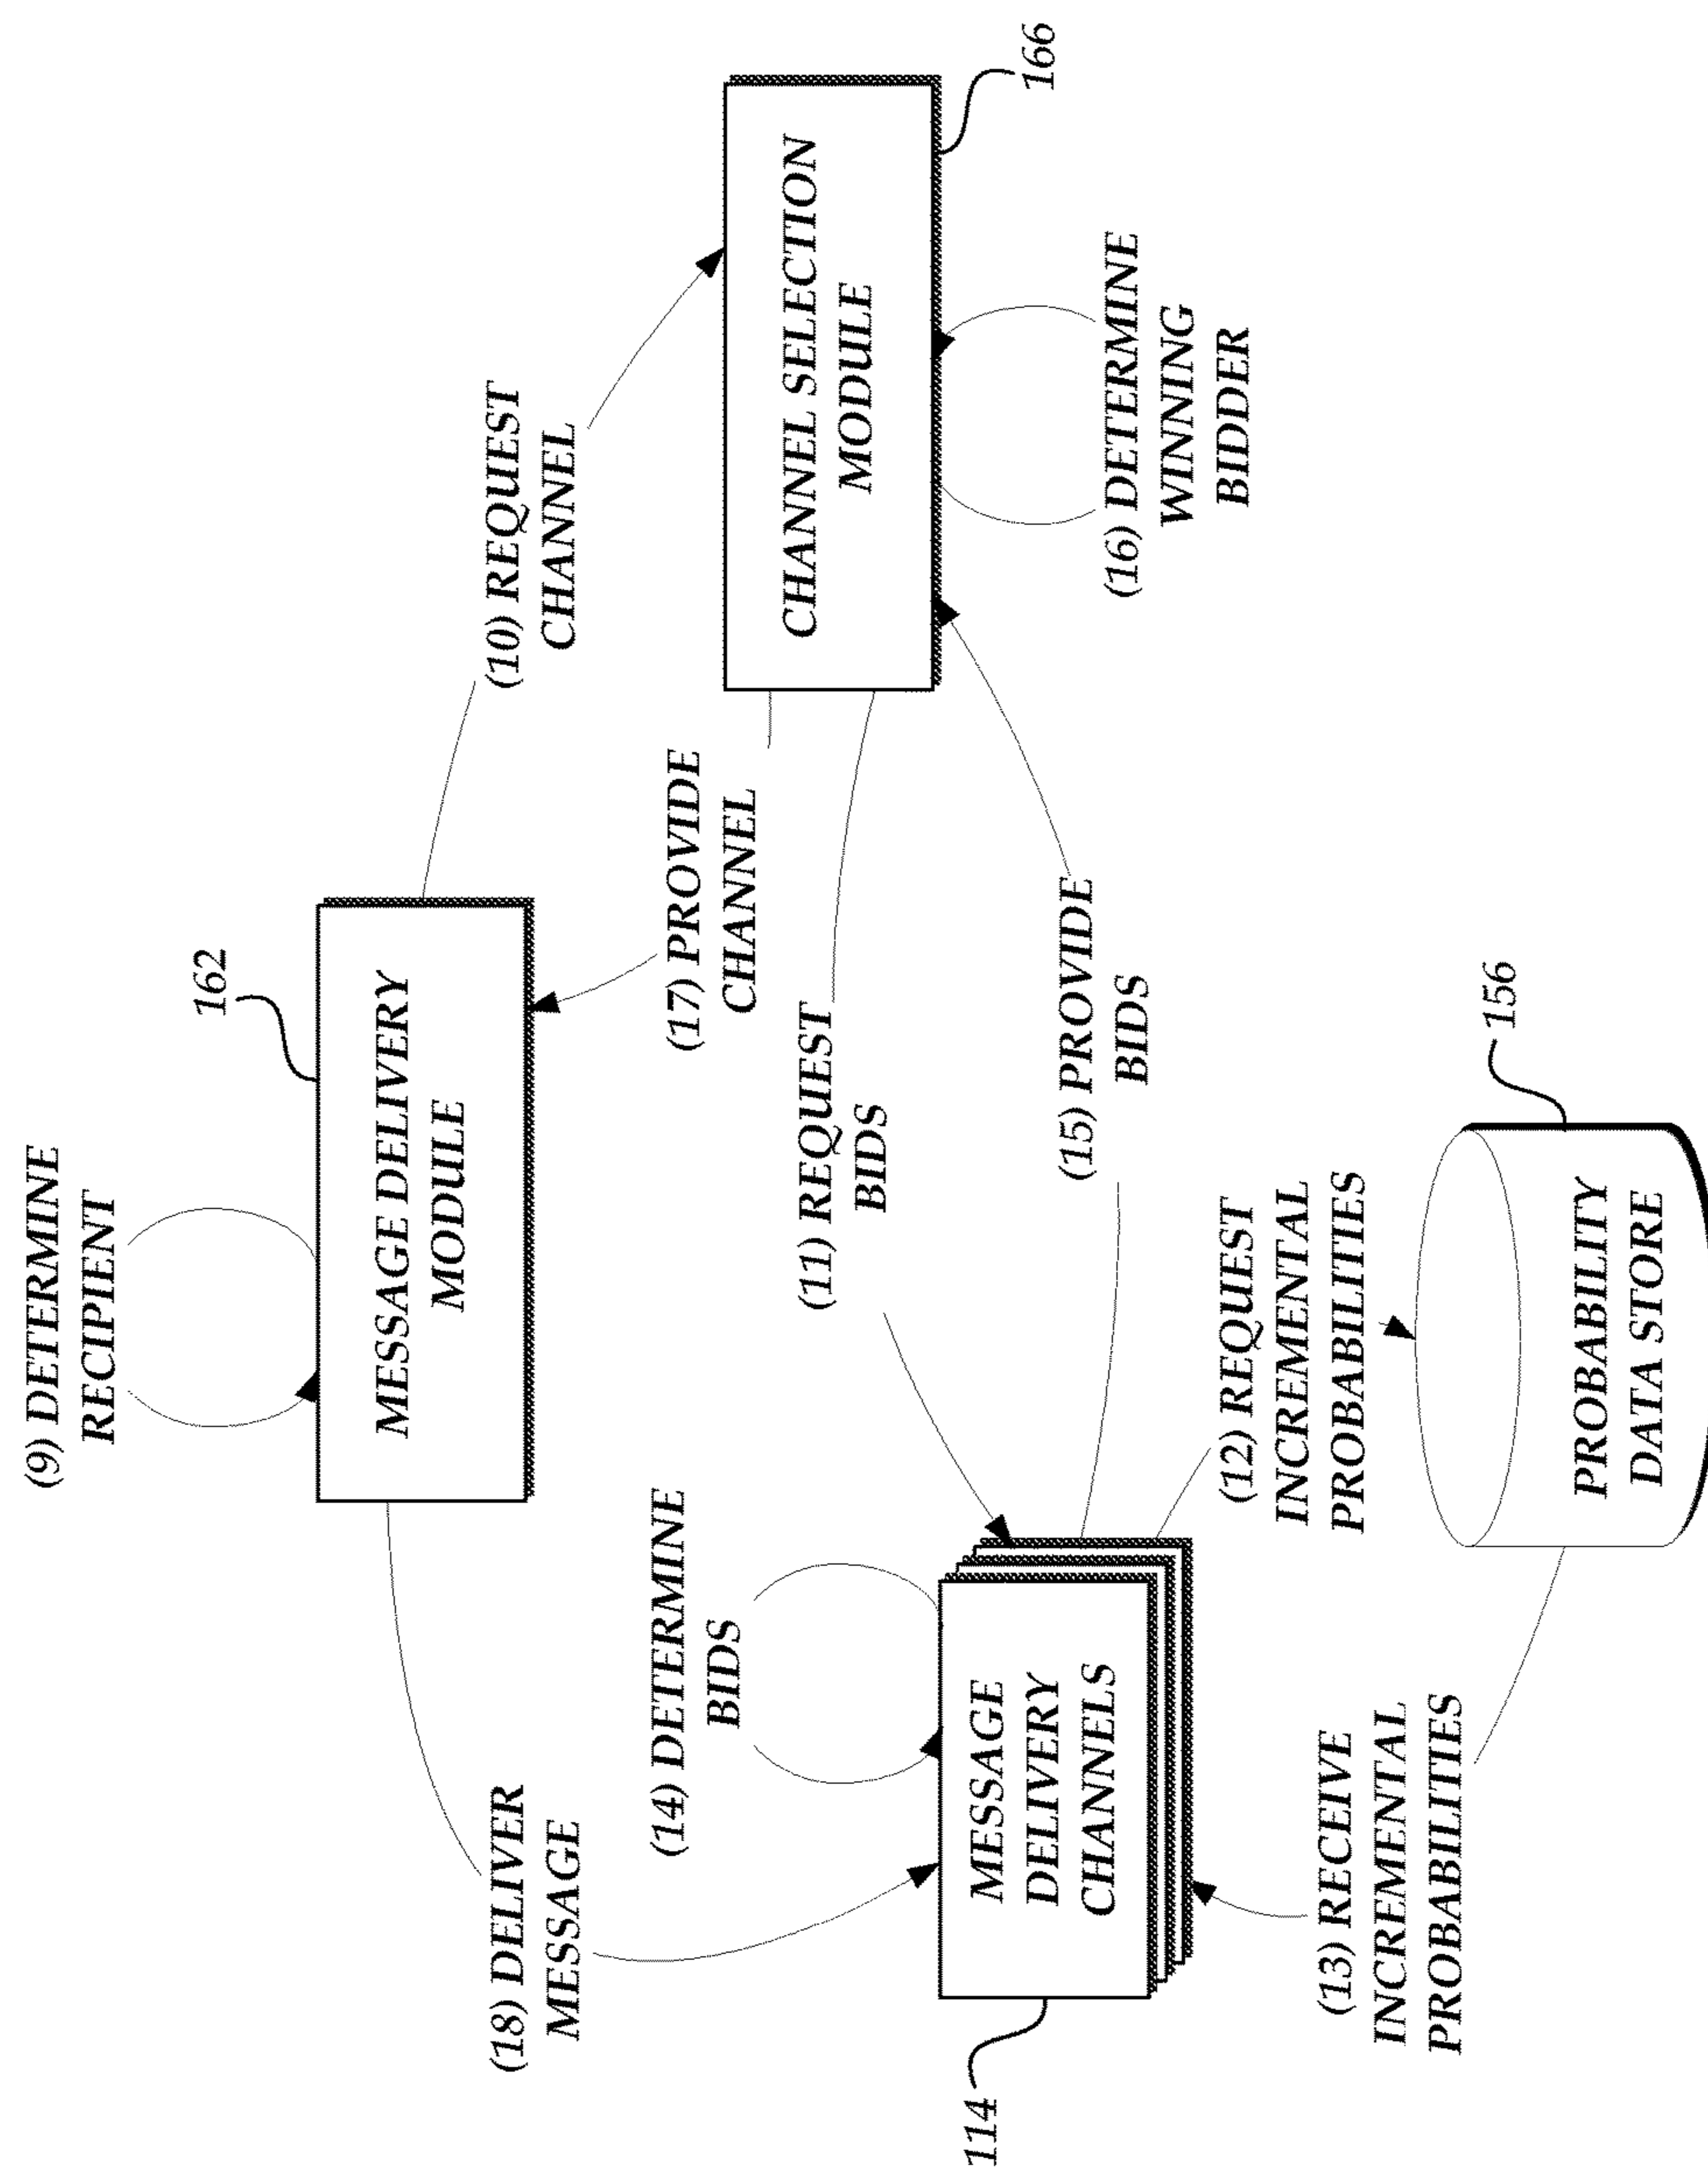 (9) DETERMINE
RECIPIENT
162
MESSAGE DELIVERY
MODULE
(10) REQUEST
CHANNEL
(18) DELIVER
MESSAGE
(14) DETERMINE
BIDS
(17) PROVIDE
CHANNEL
CHANNEL SELECTION
MODULE
166
(11) REQUEST
BIDS
114
MESSAGE
DELIVERY
CHANNELS
(15) PROVIDE
BIDS
(16) DETERMINE
WINNING
BIDDER
(12) REQUEST
INCREMENTAL
PROBABILITIES
(13) RECEIVE
INCREMENTAL
PROBABILITIES
156
PROBABILITY
DATA STORE